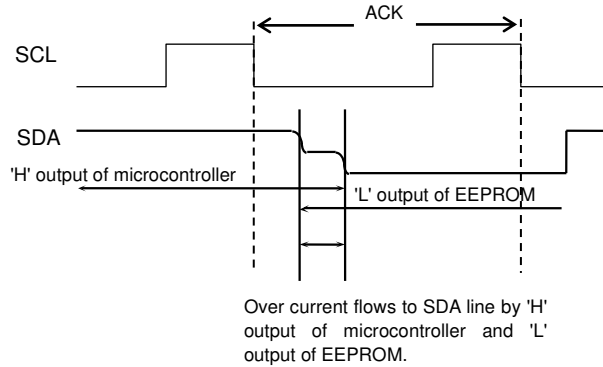 ACK
SCL
SDA
'H' output of microcontroller
'L' output of EEPROM
Over current flows to SDA line by 'H'
output of microcontroller and 'L'
output of EEPROM.